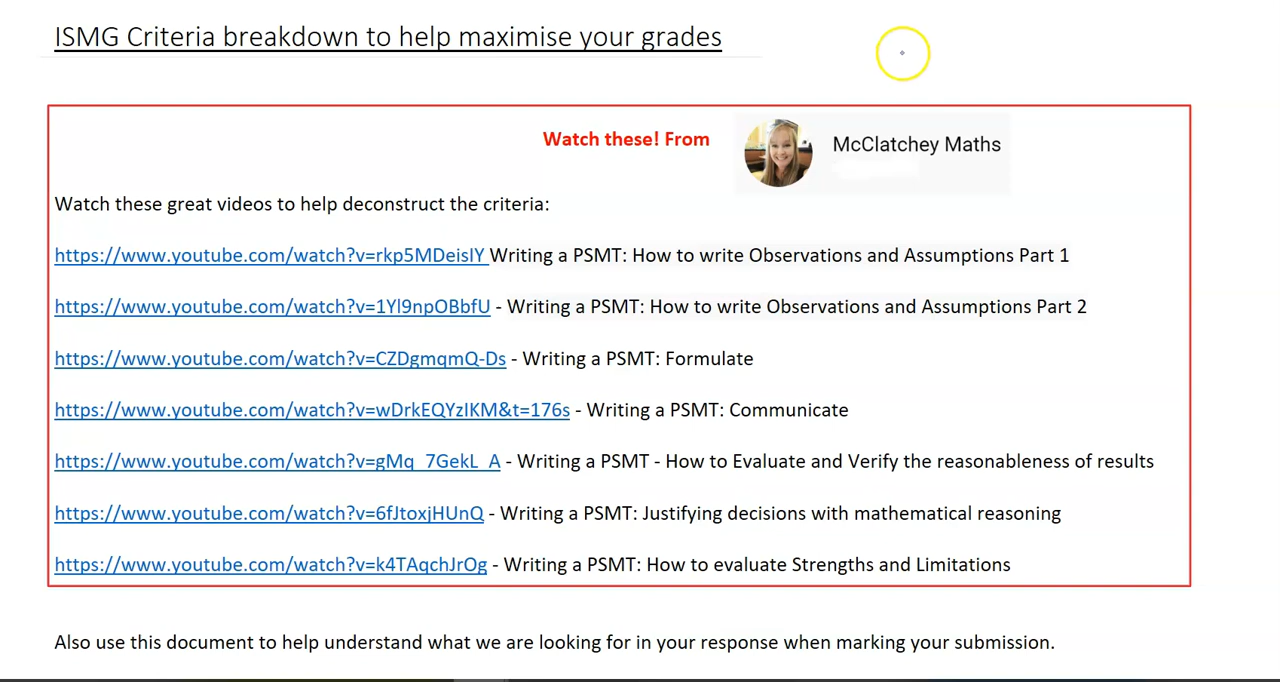 ISMG Criteria breakdown to help maximise your grades
Watch these! From
McClatchey Maths
Watch these great videos to help deconstruct the criteria:
https://www.youtube.com/watch?v=rkp5MDeisIY Writing a PSMT: How to write Observations and Assumptions Part 1
https://www.youtube.com/watch?v=1Yl9npOBbfU - Writing a PSMT: How to write Observations and Assumptions Part 2
https://www.youtube.com/watch?v=CZDgmqmQ-Ds - Writing a PSMT: Formulate
https://www.youtube.com/watch?v=wDrkEQYzIKM&t=176s - Writing a PSMT: Communicate
https://www.youtube.com/watch?v=gMq_7GekL_A - Writing a PSMT - How to Evaluate and Verify the reasonableness of results
https://www.youtube.com/watch?v=6fJtoxjHUnQ - Writing a PSMT: Justifying decisions with mathematical reasoning
https://www.youtube.com/watch?v=k4TAqchJrOg - Writing a PSMT: How to evaluate Strengths and Limitations
Also use this document to help understand what we are looking for in your response when marking your submission.